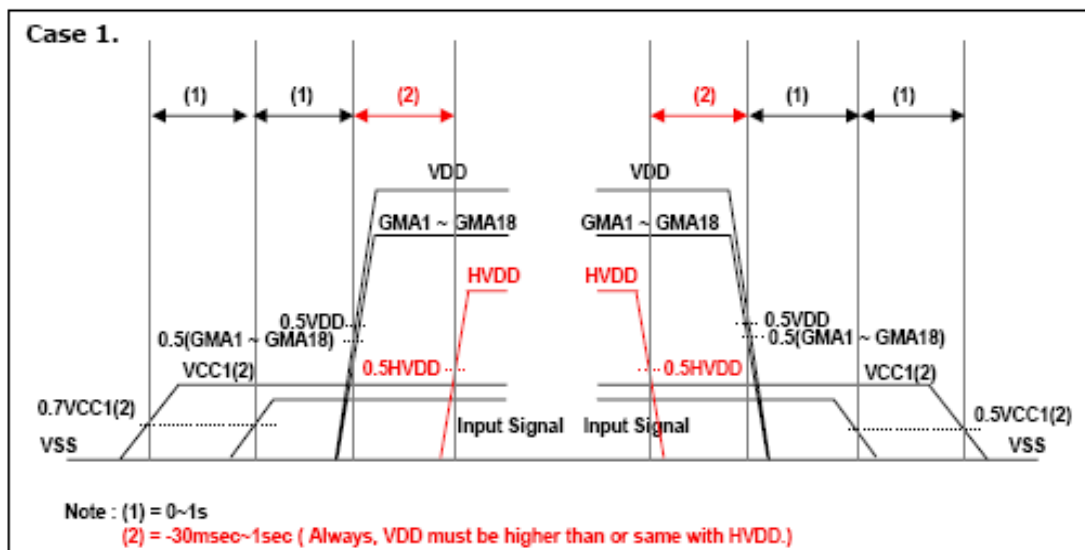 Case 1.
(1) (1) (2) (2) (1) (1)
VDD VDD
GMA1 ~ GMA18 GMA1 ~ GMA18
HVDD HVDD
0.5VDD 0.5VDD
0.5(GMA1 ~ GMA18) 0.5(GMA1 ~ GMA18)
VCC1(2) 0.5HVDD 0.5HVDD VCC1(2)
0.7VCC1(2) Input Signal Input Signal 0.5VCC1(2)
VSS VSS
Note : (1) = 0~1s
(2) = -30msec~1sec ( Always, VDD must be higher than or same with HVDD.)